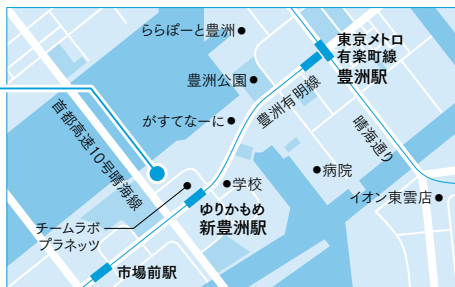 ららぽーと豊洲
東京メトロ
有楽町線
豊洲駅
豊洲公園
豊洲有明線
がすてなーに
晴海通り
首都高速10号晴海線
病院
学校
イオン東雲店
ゆりかもめ
新豊洲駅
チームラボ
プラネッツ
市場前駅